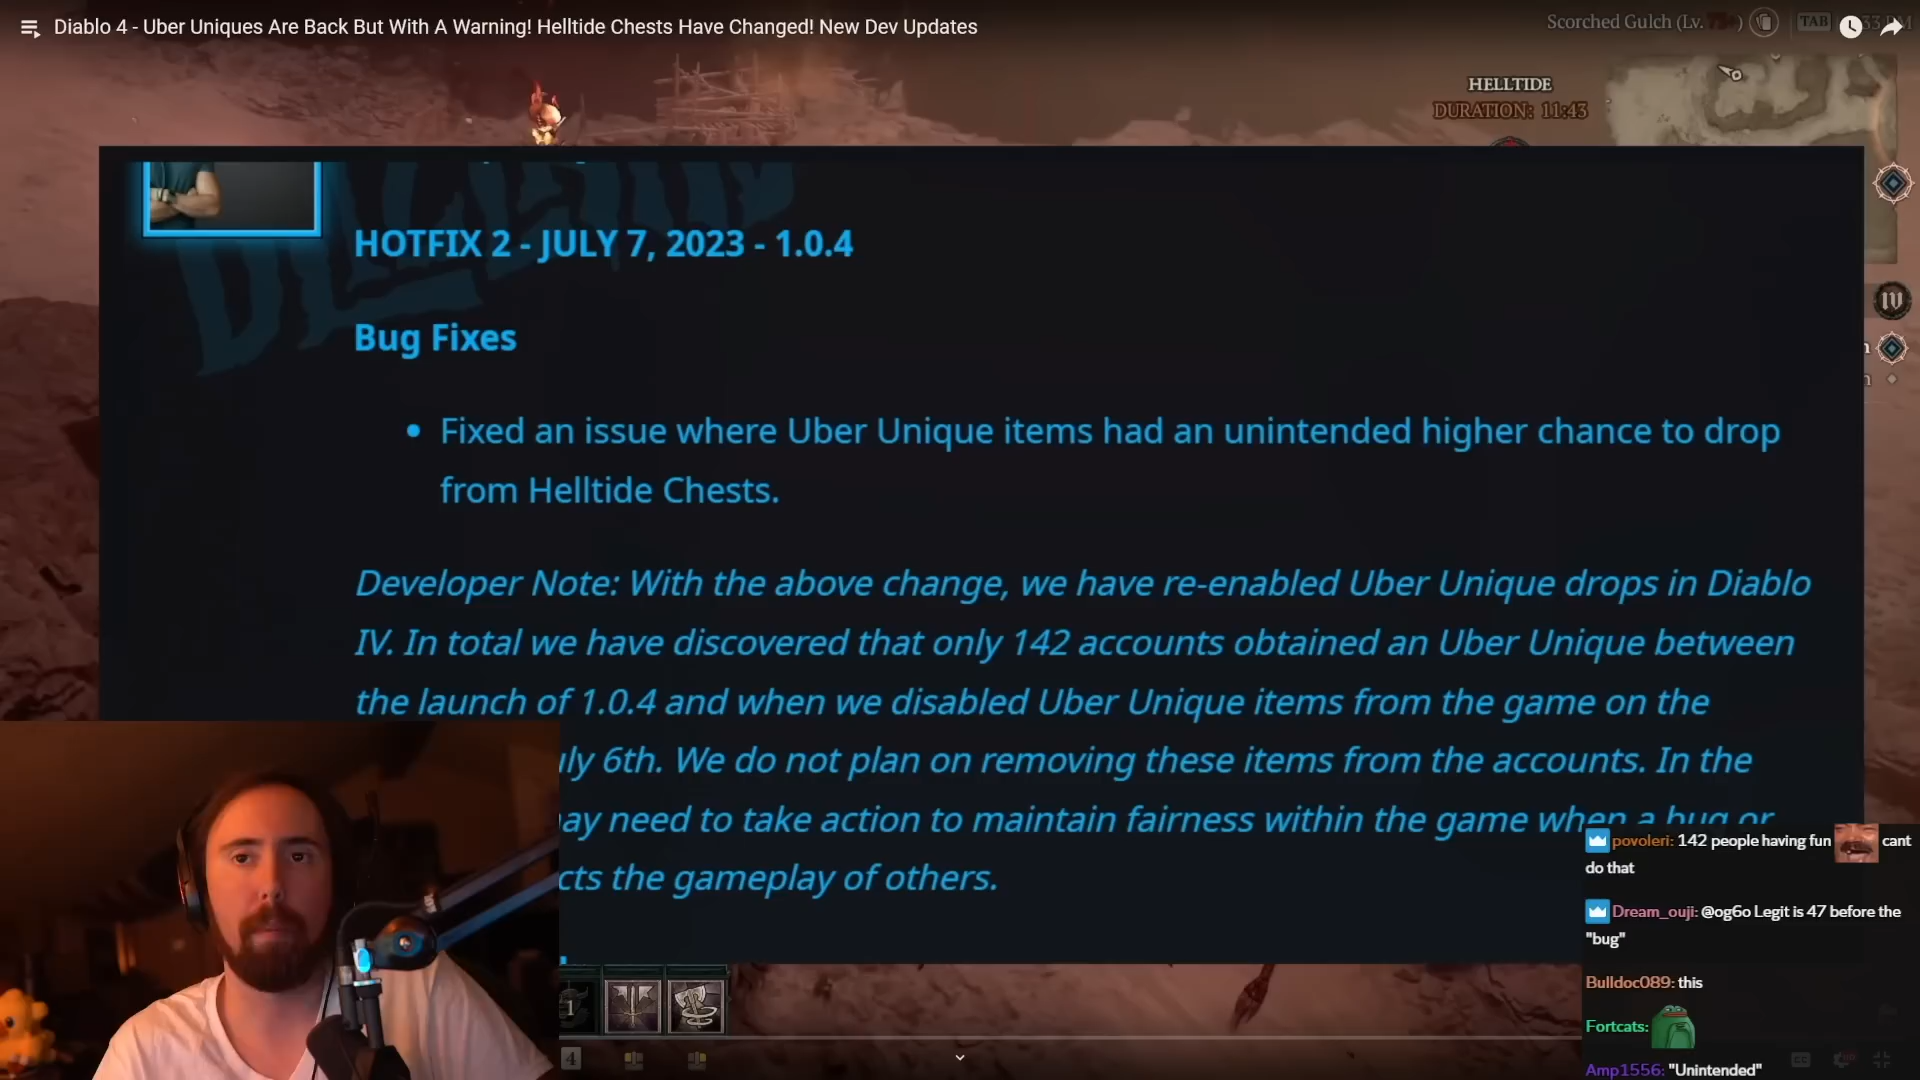 Diablo 4 - Uber Uniques Are Back But With A Warning! Helltide Chests Have Changed! New Dev Updates
Scorched Gulch (Lv.
TAB
HELLTIDE
DURATION: 11:43
HOTFIX 2 - JULY 7, 2023 - 1.0.4
Bug Fixes
• Fixed an issue where Uber Unique items had an unintended higher chance to drop
from Helltide Chests.
Developer Note: With the above change, we have re-enabled Uber Unique drops in Diablo
IV. In total we have discovered that only 142 accounts obtained an Uber Unique between
the launch of 1.0.4 and when we disabled Uber Unique items from the game on the
uly 6th. We do not plan on removing these items from the accounts. In the
ay need to take action to maintain fairness within the game when a bug or
cts the gameplay of others.
povoleri: 142 people having fun cant
do that
Dream_ouji: @og6o Legit is 47 before the
"bug"
Bulldoc089: this
Fortcats:
Amp1556: "Unintended"
IV
4